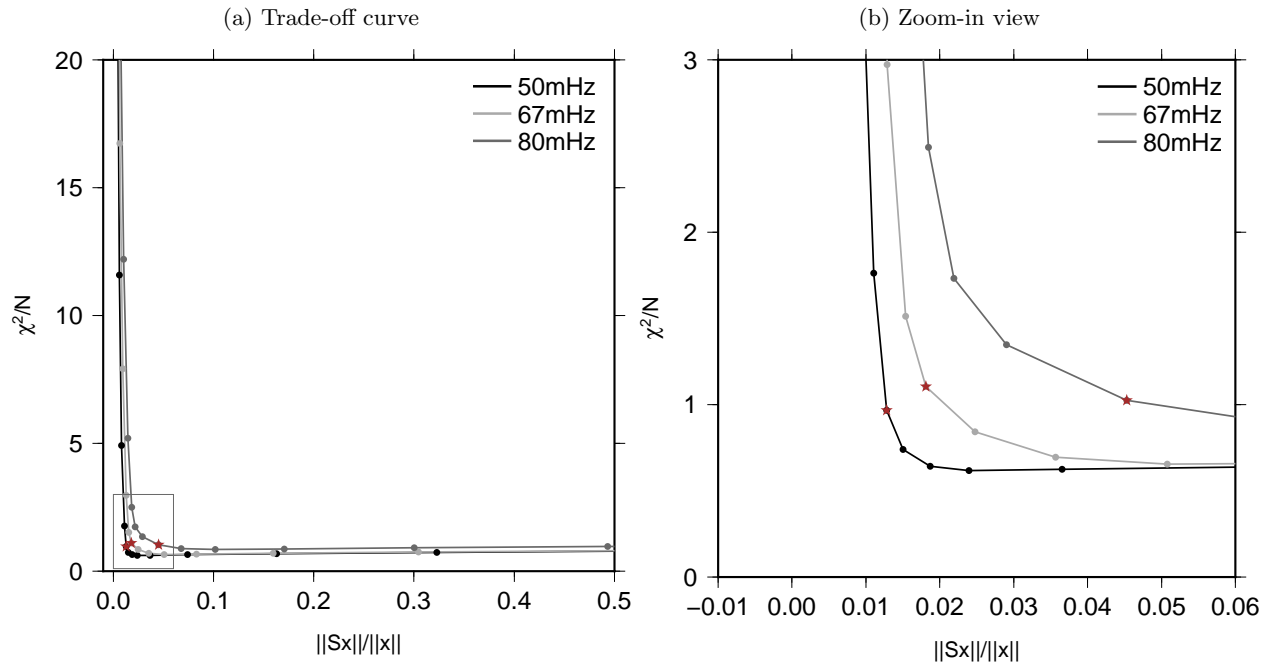 (a) Trade-off curve
20
15
10
5
0
χ²/N
50mHz
67mHz
80mHz
0.0 0.1 0.2 0.3 0.4 0.5
||Sx||/||x||
(b) Zoom-in view
3
2
1
0
χ²/N
50mHz
67mHz
80mHz
−0.01 0.00 0.01 0.02 0.03 0.04 0.05 0.06
||Sx||/||x||